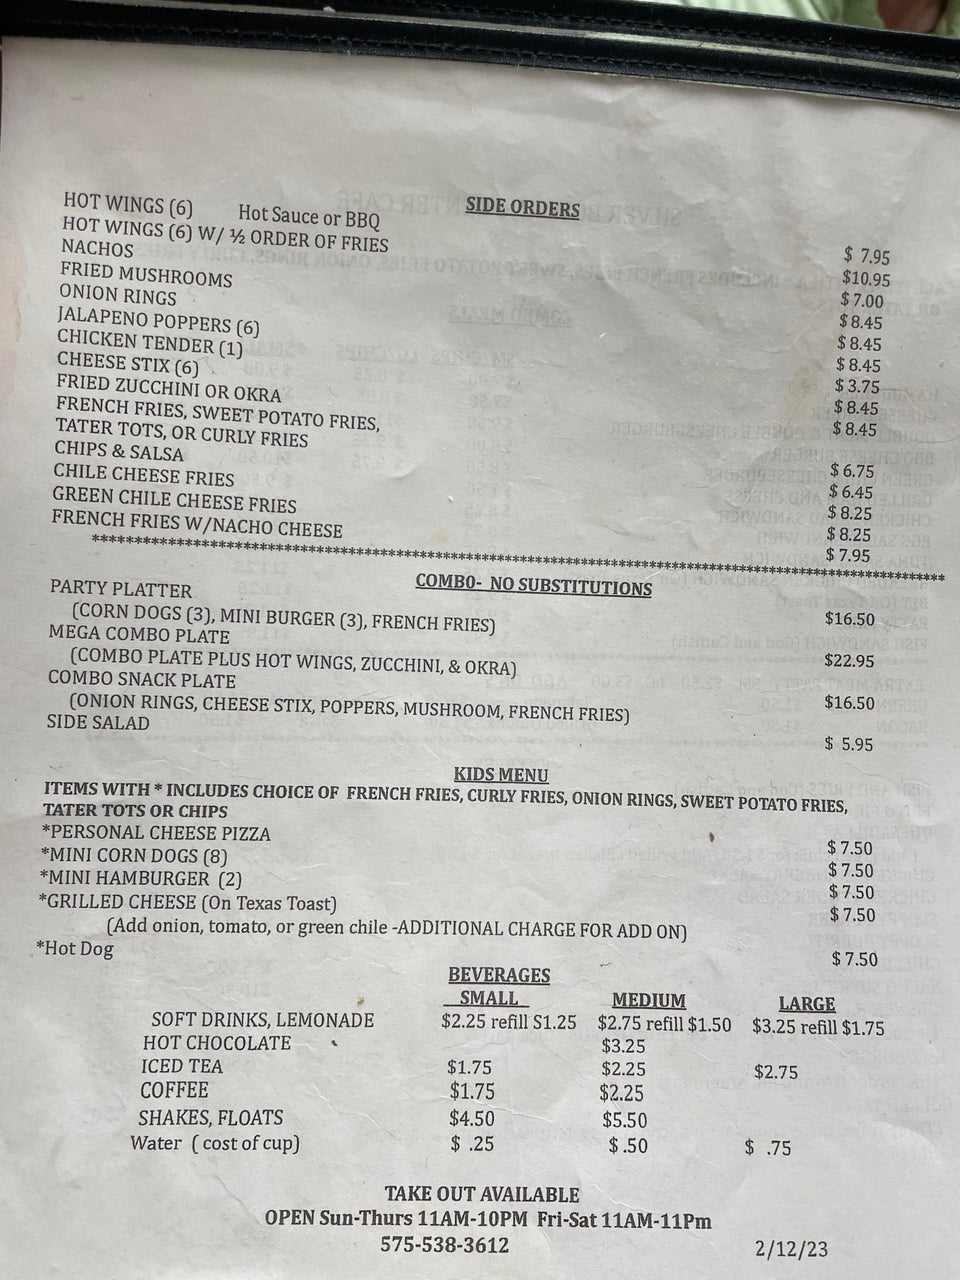 SIDE ORDERS
HOT WINGS (6) Hot Sauce or BBQ $ 7.95
HOT WINGS (6) W/ ½ ORDER OF FRIES $10.95
NACHOS $ 7.00
FRIED MUSHROOMS $ 8.45
ONION RINGS $ 8.45
JALAPENO POPPERS (6) $ 8.45
CHICKEN TENDER (1) $ 3.75
CHEESE STIX (6) $ 8.45
FRIED ZUCCHINI OR OKRA $ 8.45
FRENCH FRIES, SWEET POTATO FRIES,
TATER TOTS, OR CURLY FRIES $ 6.75
CHIPS & SALSA $ 6.45
CHILE CHEESE FRIES $ 8.25
GREEN CHILE CHEESE FRIES $ 8.25
FRENCH FRIES W/NACHO CHEESE $ 7.95
COMBO- NO SUBSTITUTIONS
PARTY PLATTER $16.50
(CORN DOGS (3), MINI BURGER (3), FRENCH FRIES)
MEGA COMBO PLATE $22.95
(COMBO PLATE PLUS HOT WINGS, ZUCCHINI, & OKRA)
COMBO SNACK PLATE $16.50
(ONION RINGS, CHEESE STIX, POPPERS, MUSHROOM, FRENCH FRIES)
SIDE SALAD $ 5.95
KIDS MENU
ITEMS WITH * INCLUDES CHOICE OF FRENCH FRIES, CURLY FRIES, ONION RINGS, SWEET POTATO FRIES,
TATER TOTS OR CHIPS
*PERSONAL CHEESE PIZZA $ 7.50
*MINI CORN DOGS (8) $ 7.50
*MINI HAMBURGER (2) $ 7.50
*GRILLED CHEESE (On Texas Toast) $ 7.50
(Add onion, tomato, or green chile -ADDITIONAL CHARGE FOR ADD ON)
*Hot Dog $ 7.50
BEVERAGES
SMALL MEDIUM LARGE
SOFT DRINKS, LEMONADE $2.25 refill $1.25 $2.75 refill $1.50 $3.25 refill $1.75
HOT CHOCOLATE $3.25
ICED TEA $1.75 $2.25 $2.75
COFFEE $1.75 $2.25
SHAKES, FLOATS $4.50 $5.50
Water ( cost of cup) $ .25 $ .50 $ .75
TAKE OUT AVAILABLE
OPEN Sun-Thurs 11AM-10PM Fri-Sat 11AM-11Pm
575-538-3612
2/12/23